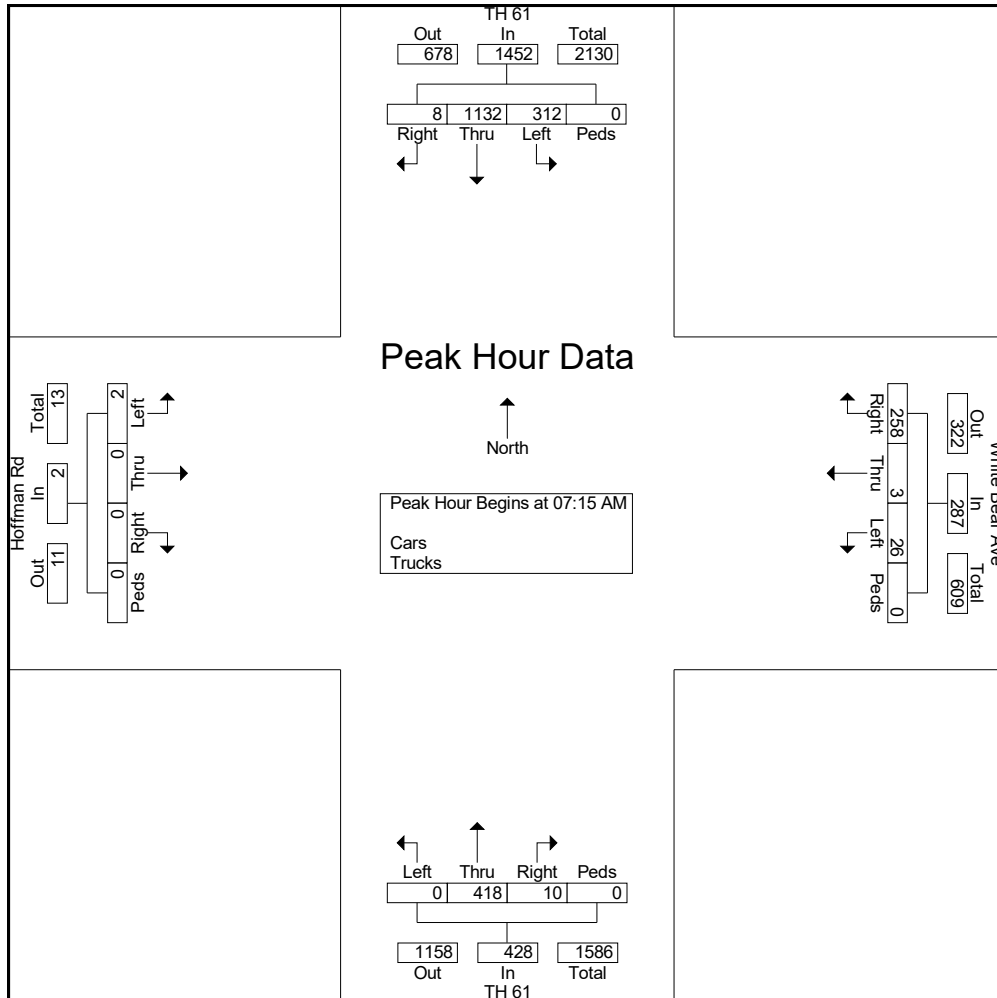 TH 61
Out In Total
678 1452 2130
8 1132 312 0
Right Thru Left Peds
Peak Hour Data
North
Peak Hour Begins at 07:15 AM
Cars
Trucks
Hoffman Rd
Out In Total
11 2 13
2 0 0 0
Left Thru Right Peds
White Bear Ave
Out In Total
322 287 609
258 3 26 0
Right Thru Left Peds
Left Thru Right Peds
0 418 10 0
1158 428 1586
Out In Total
TH 61